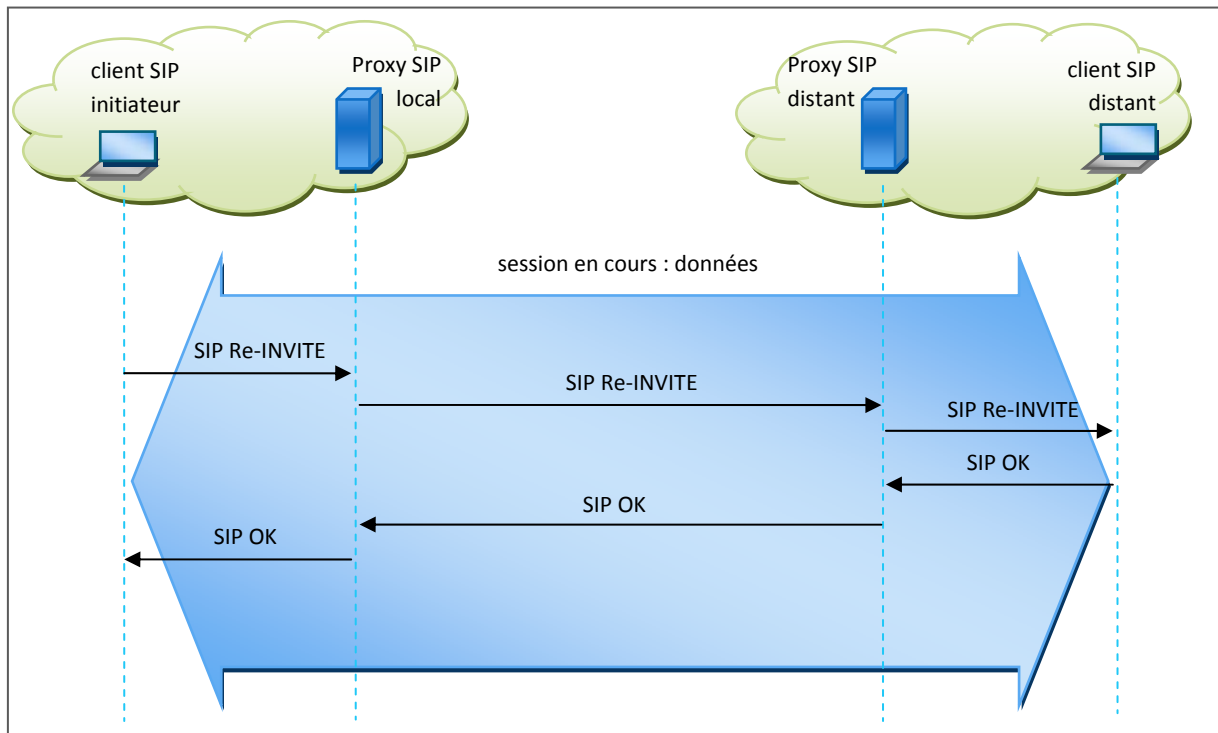 client SIP
initiateur
Proxy SIP
local
Proxy SIP
distant
client SIP
distant
session en cours : données
SIP Re-INVITE
SIP Re-INVITE
SIP Re-INVITE
SIP OK
SIP OK
SIP OK